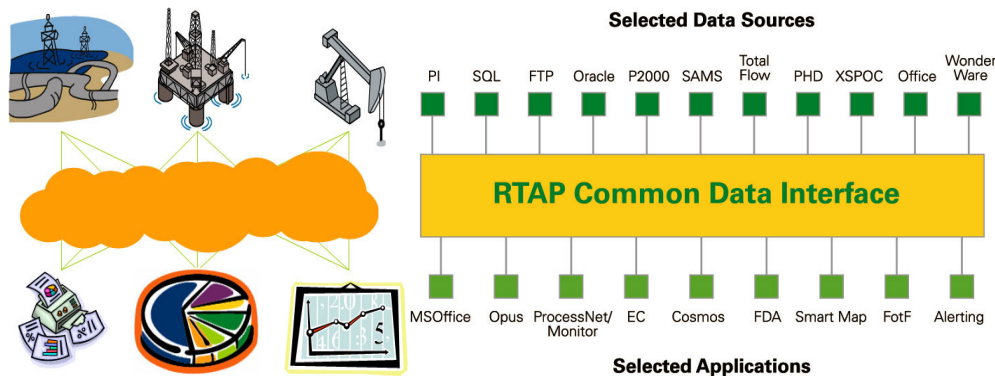 Selected Data Sources
PI SQL FTP Oracle P2000 SAMS Total Flow PHD XSPOC Office Wonder Ware
RTAP Common Data Interface
MSOffice Opus ProcessNet/ Monitor EC Cosmos FDA Smart Map FotF Alerting
Selected Applications